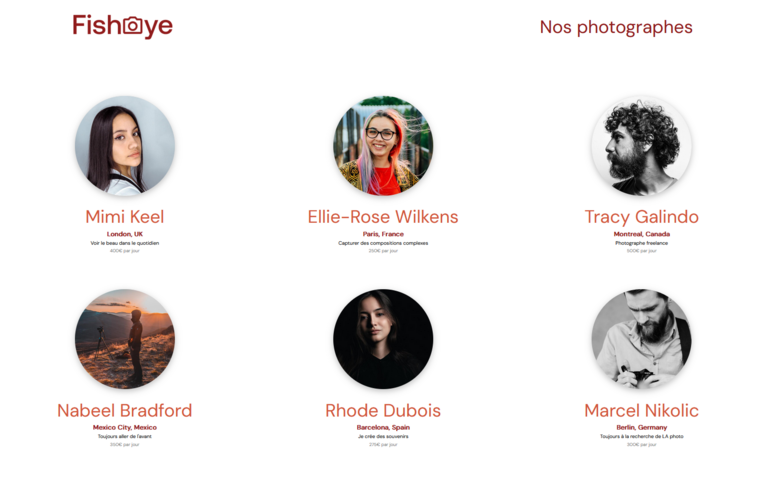 Fisheye
Nos photographes
Mimi Keel
London, UK
Voir le beau dans le quotidien
400€ par jour
Ellie-Rose Wilkens
Paris, France
Capturer des compositions complexes
250€ par jour
Tracy Galindo
Montreal, Canada
Photographe freelance
500€ par jour
Nabeel Bradford
Mexico City, Mexico
Toujours aller de l'avant
350€ par jour
Rhode Dubois
Barcelona, Spain
Je crée des souvenirs
275€ par jour
Marcel Nikolic
Berlin, Germany
Toujours à la recherche de LA photo
300€ par jour